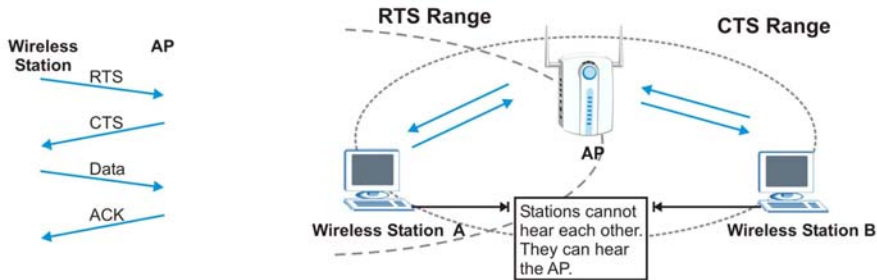 Wireless
Station
AP
RTS
CTS
Data
ACK
RTS Range
CTS Range
AP
Wireless Station A
Stations cannot
hear each other.
They can hear
the AP.
Wireless Station B